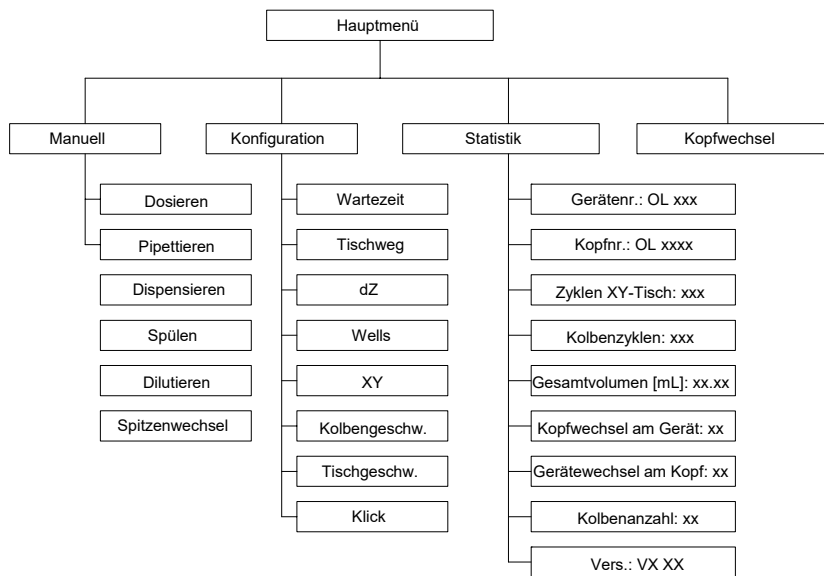 Hauptmenü
Manuell
Konfiguration
Statistik
Kopfwechsel
Dosieren
Pipettieren
Dispensieren
Spülen
Dilutieren
Spitzenwechsel
Wartezeit
Tischweg
dZ
Wells
XY
Kolbengeschw.
Tischgeschw.
Klick
Gerätenr.: OL xxx
Kopfnr.: OL xxxx
Zyklen XY-Tisch: xxx
Kolbenzyklen: xxx
Gesamtvolumen [mL]: xx.xx
Kopfwechsel am Gerät: xx
Gerätewechsel am Kopf: xx
Kolbenanzahl: xx
Vers.: VX XX